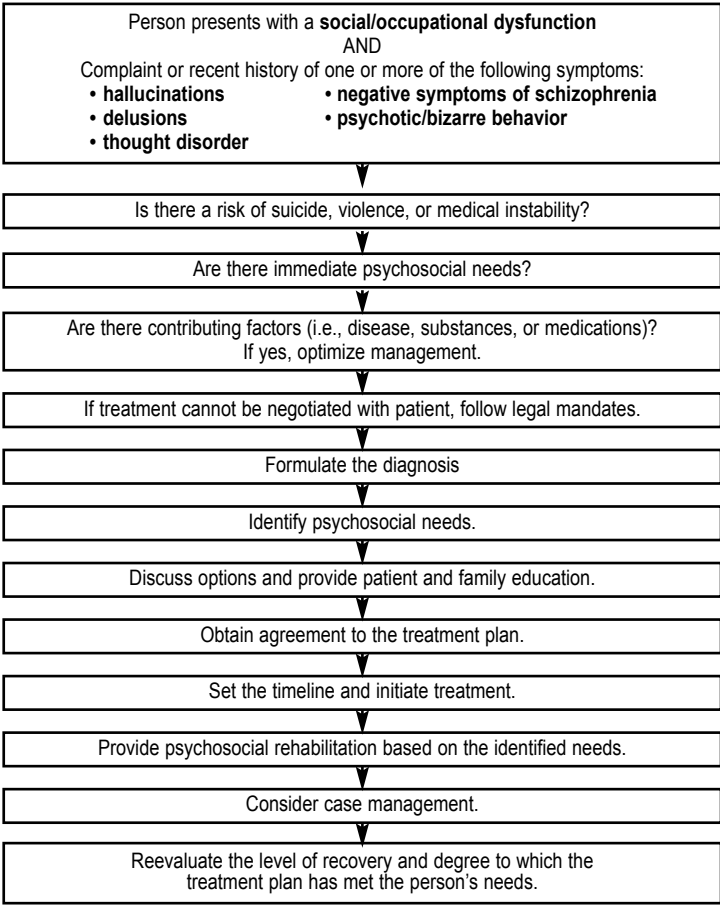 Person presents with a social/occupational dysfunction
AND
Complaint or recent history of one or more of the following symptoms:
• hallucinations • negative symptoms of schizophrenia
• delusions • psychotic/bizarre behavior
• thought disorder
Is there a risk of suicide, violence, or medical instability?
Are there immediate psychosocial needs?
Are there contributing factors (i.e., disease, substances, or medications)?
If yes, optimize management.
If treatment cannot be negotiated with patient, follow legal mandates.
Formulate the diagnosis
Identify psychosocial needs.
Discuss options and provide patient and family education.
Obtain agreement to the treatment plan.
Set the timeline and initiate treatment.
Provide psychosocial rehabilitation based on the identified needs.
Consider case management.
Reevaluate the level of recovery and degree to which the
treatment plan has met the person's needs.